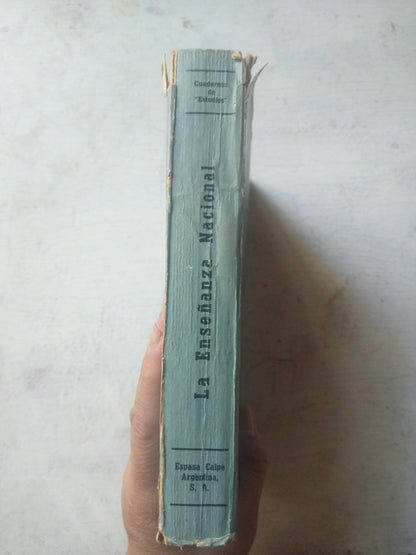 Cuadernos
de
"Estudios"
La Enseñanza Nacional
Espasa Calpe
Argentina,
S. A.